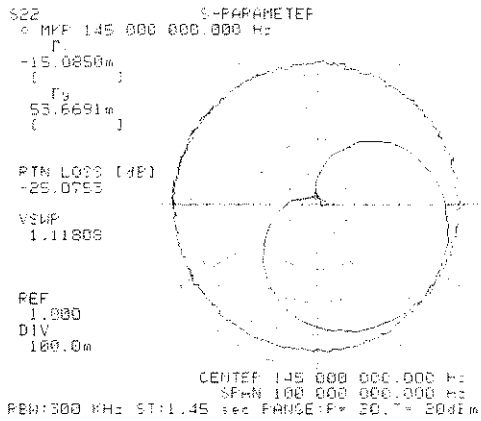 S22 S-PARAMETER
MKR 145 000 000.000 Hz
-15.0850m
[ ]
Γy
53.6691m
[ ]
RTN LOSS [dB]
-25.0753
VSWR
1.11808
REF
1.000
DIV
100.0m
CENTER 145 000 000.000 Hz
SPAN 100 000 000.000 Hz
RBW:300 KHz ST:1.45 sec RANGE:R= 20,T= 20dBm